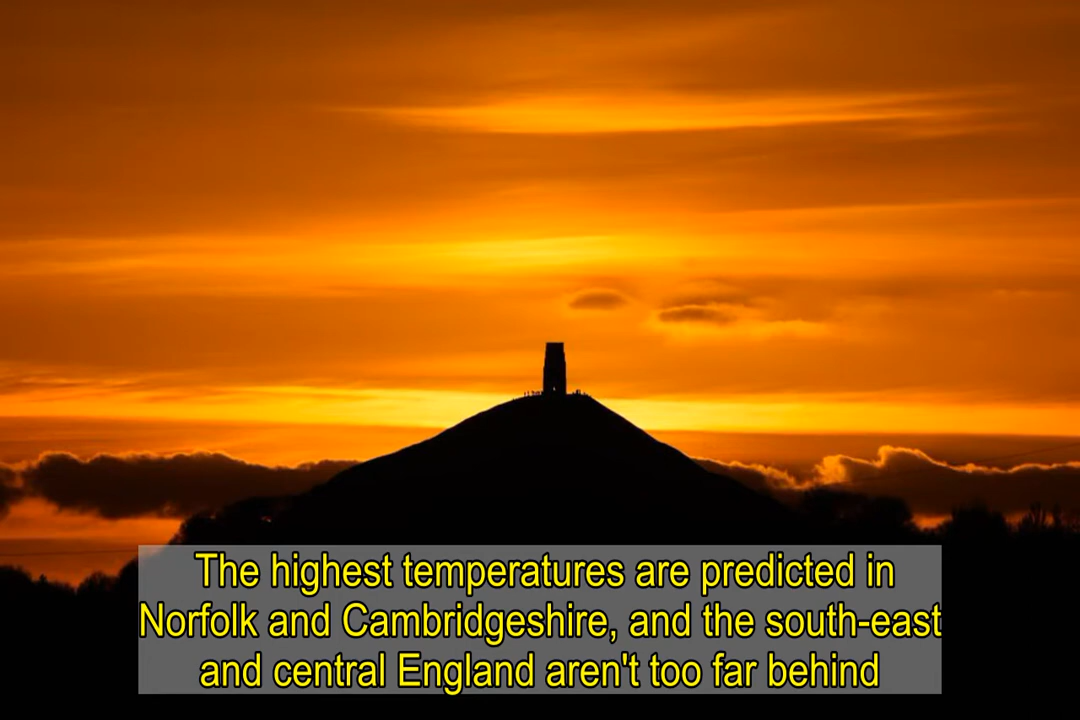 The highest temperatures are predicted in
Norfolk and Cambridgeshire, and the south-east
and central England aren't too far behind